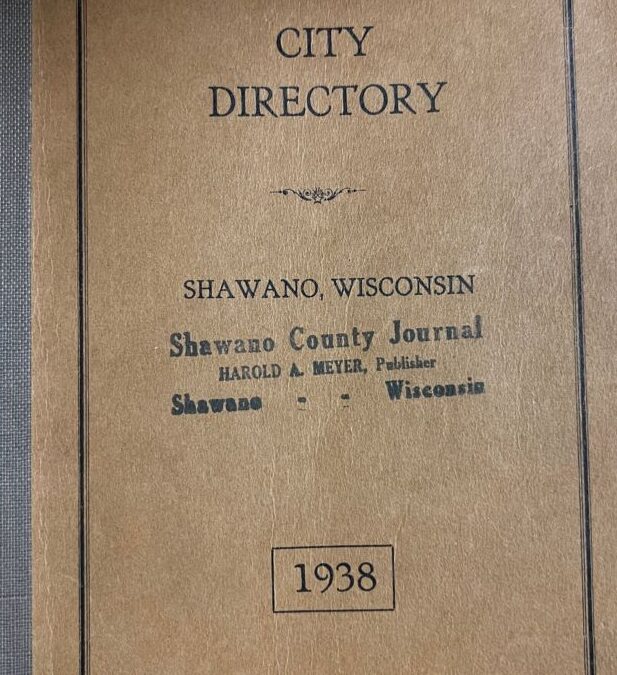 CITY
DIRECTORY
SHAWANO, WISCONSIN
Shawano County Journal
HAROLD A. MEYER, Publisher
Shawano - - Wisconsin
1938